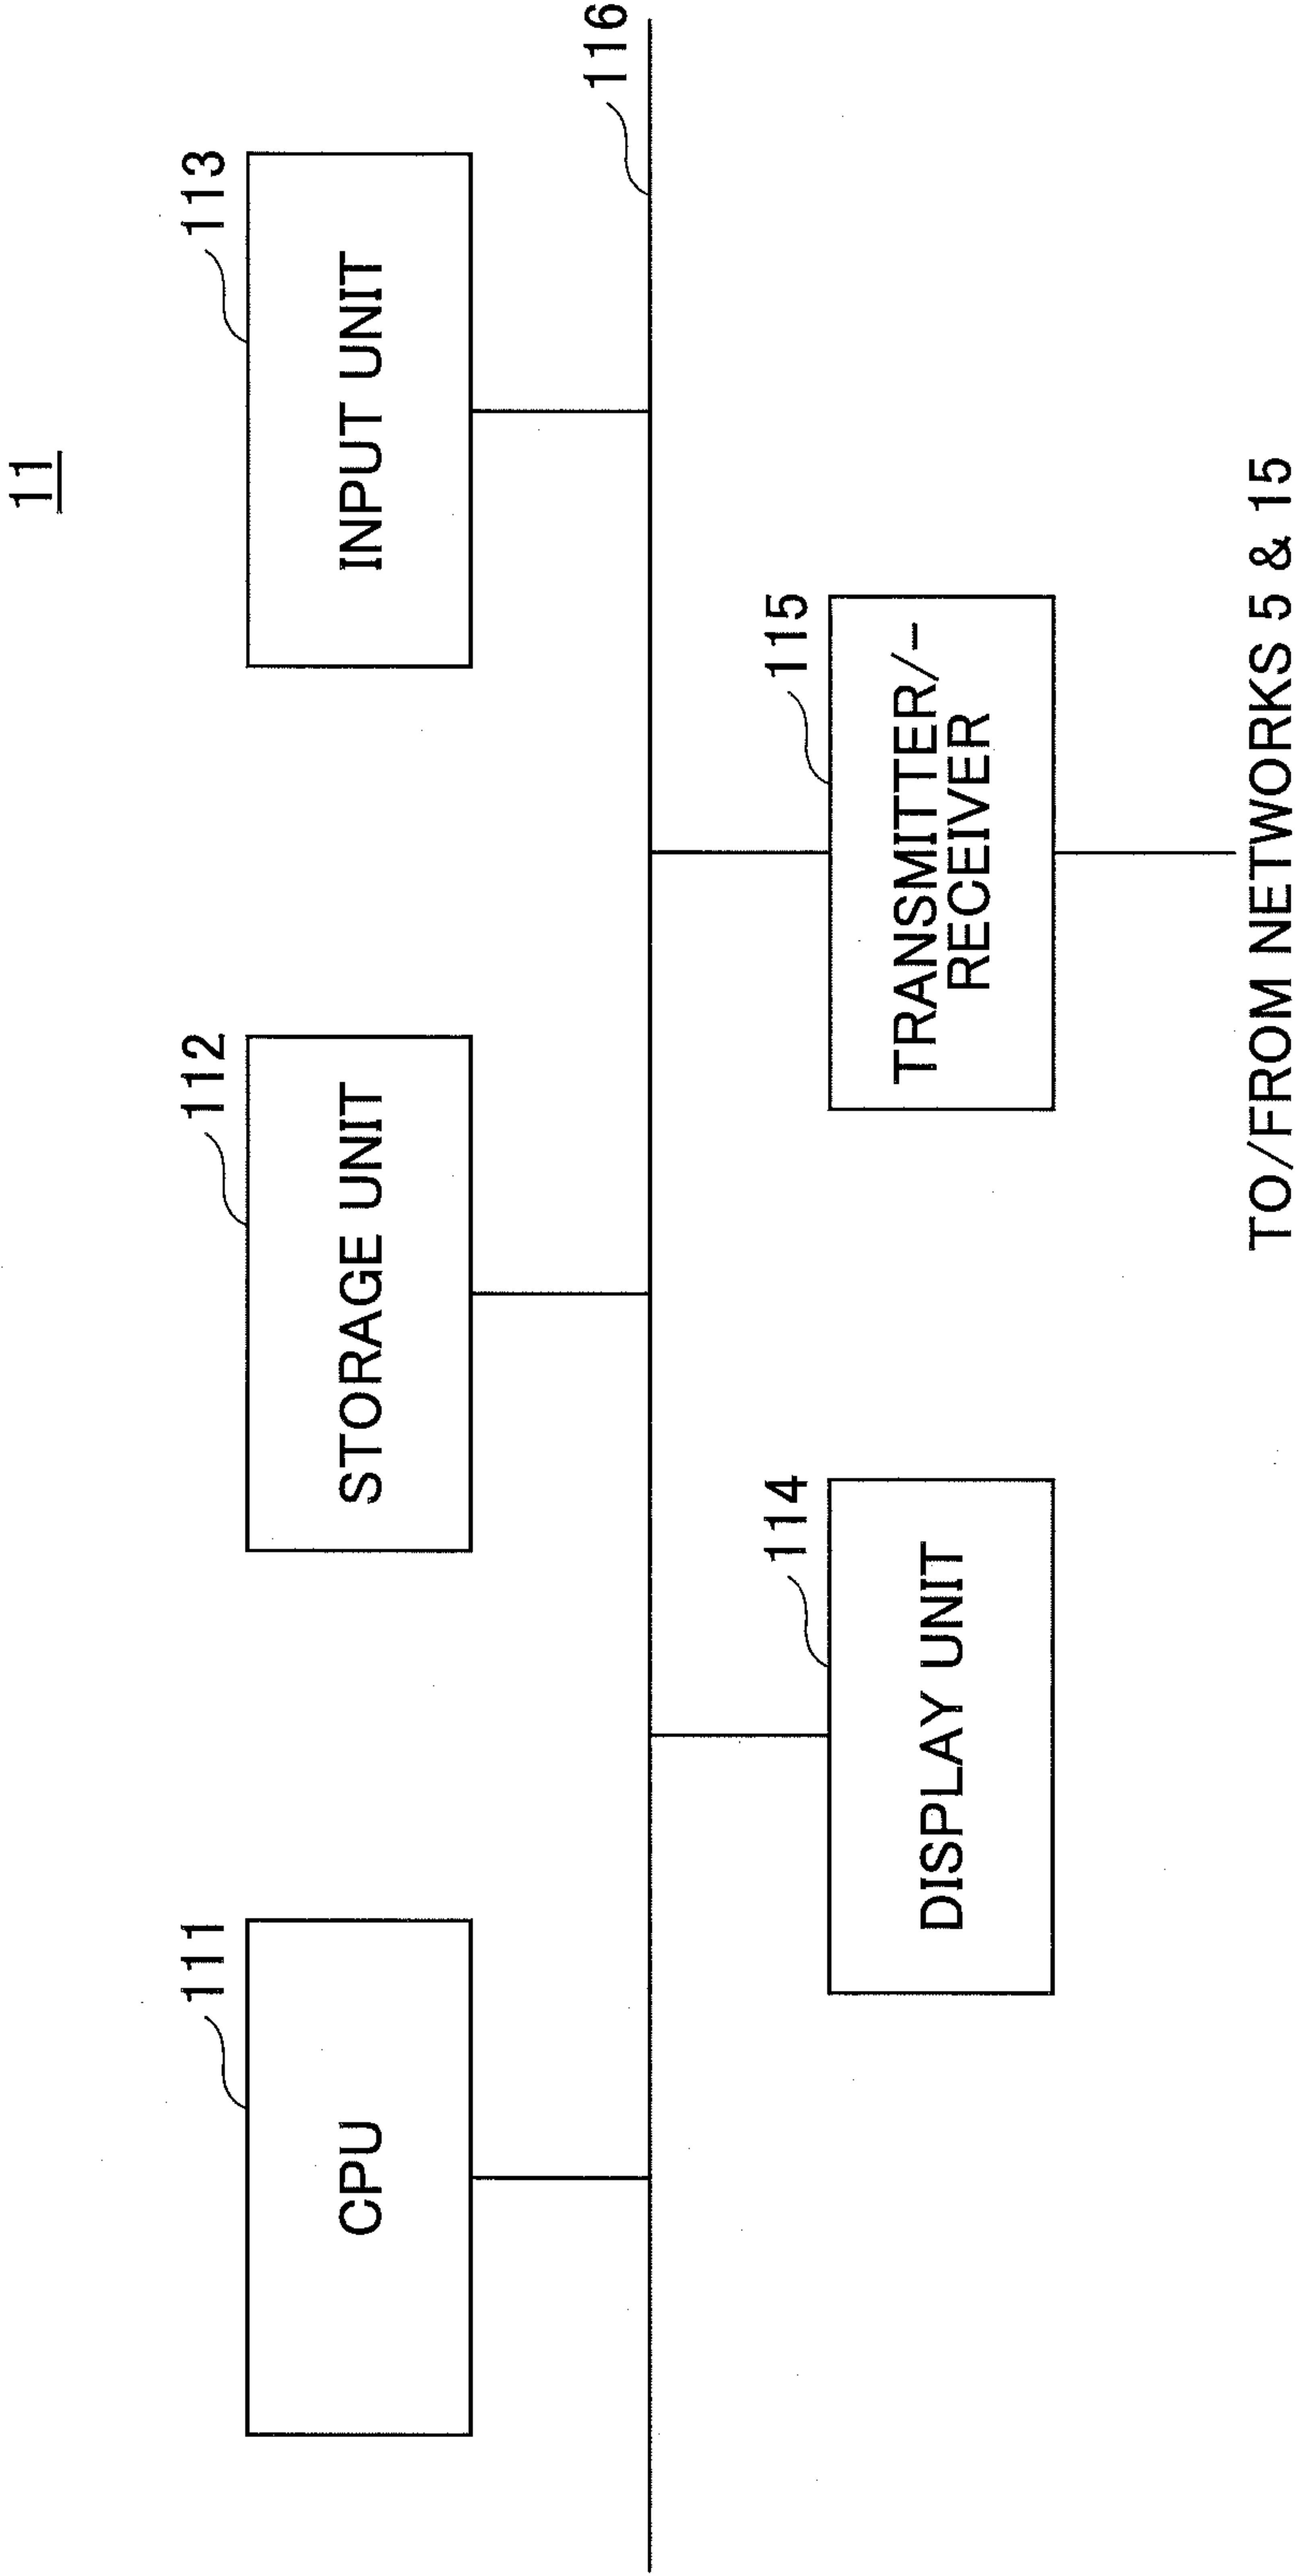 11
111
112
113
CPU
STORAGE UNIT
INPUT UNIT
116
114
115
DISPLAY UNIT
TRANSMITTER/-
RECEIVER
TO/FROM NETWORKS 5 & 15